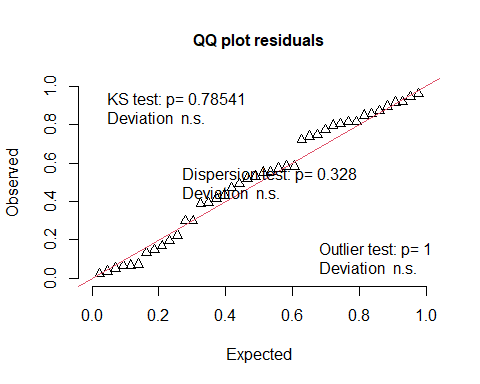 QQ plot residuals
KS test: p= 0.78541
Deviation n.s.
Dispersion test: p= 0.328
Deviation n.s.
Outlier test: p= 1
Deviation n.s.
Observed
0.0 0.2 0.4 0.6 0.8 1.0
0.0 0.2 0.4 0.6 0.8 1.0
Expected